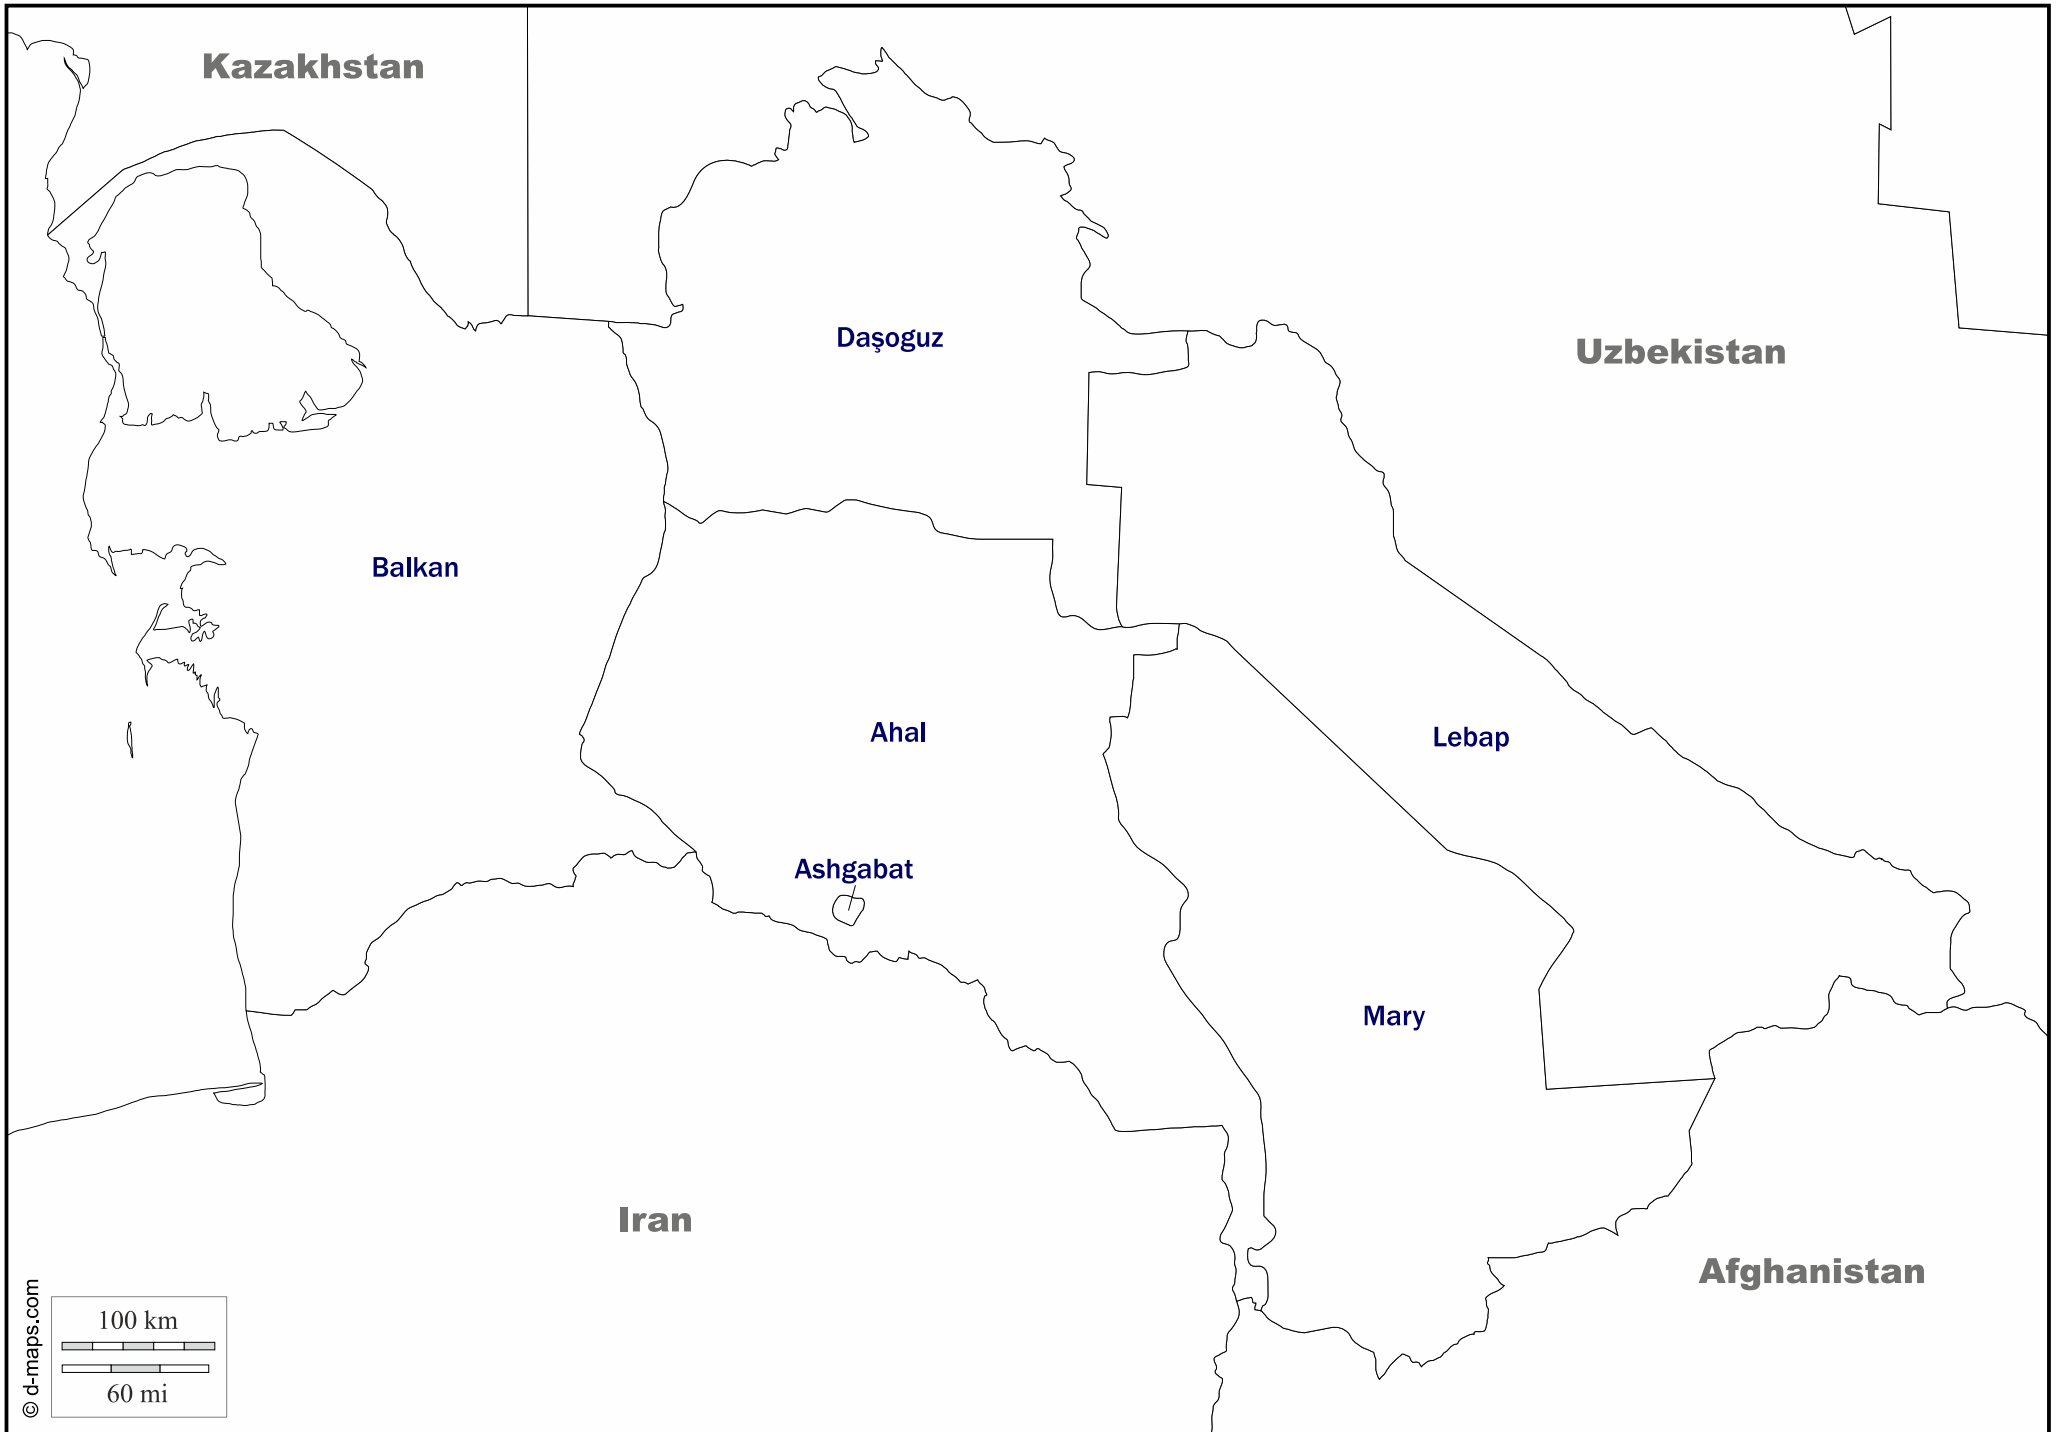 Kazakhstan
Daşoguz
Uzbekistan
Balkan
Ahal
Lebap
Ashgabat
Mary
Iran
Afghanistan
100 km
60 mi
© d-maps.com